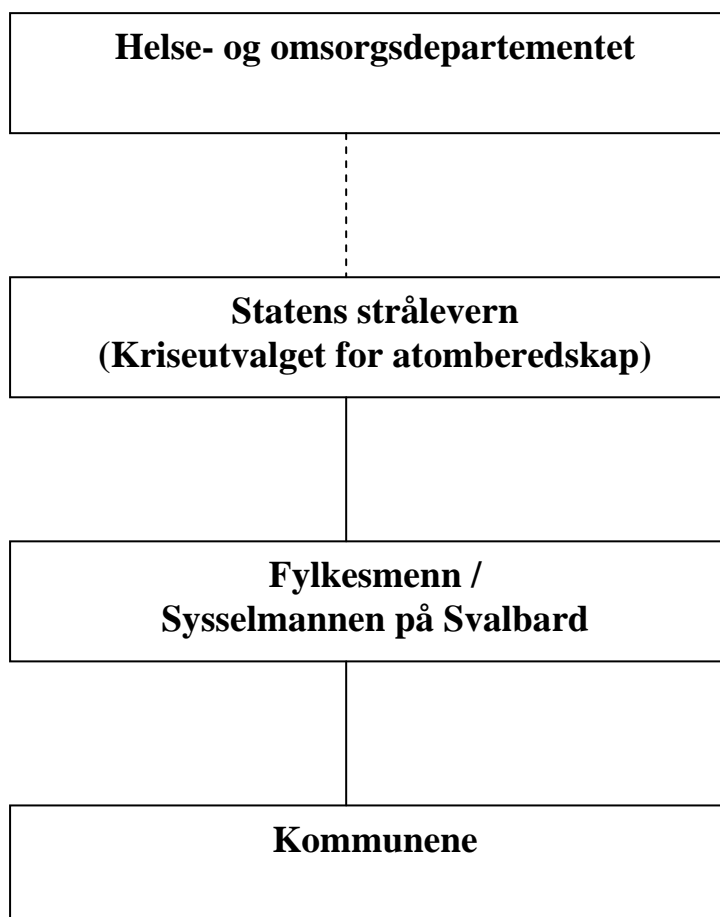 Helse- og omsorgsdepartementet
Statens strålevern
(Kriseutvalget for atomberedskap)
Fylkesmenn /
Sysselmannen på Svalbard
Kommunene